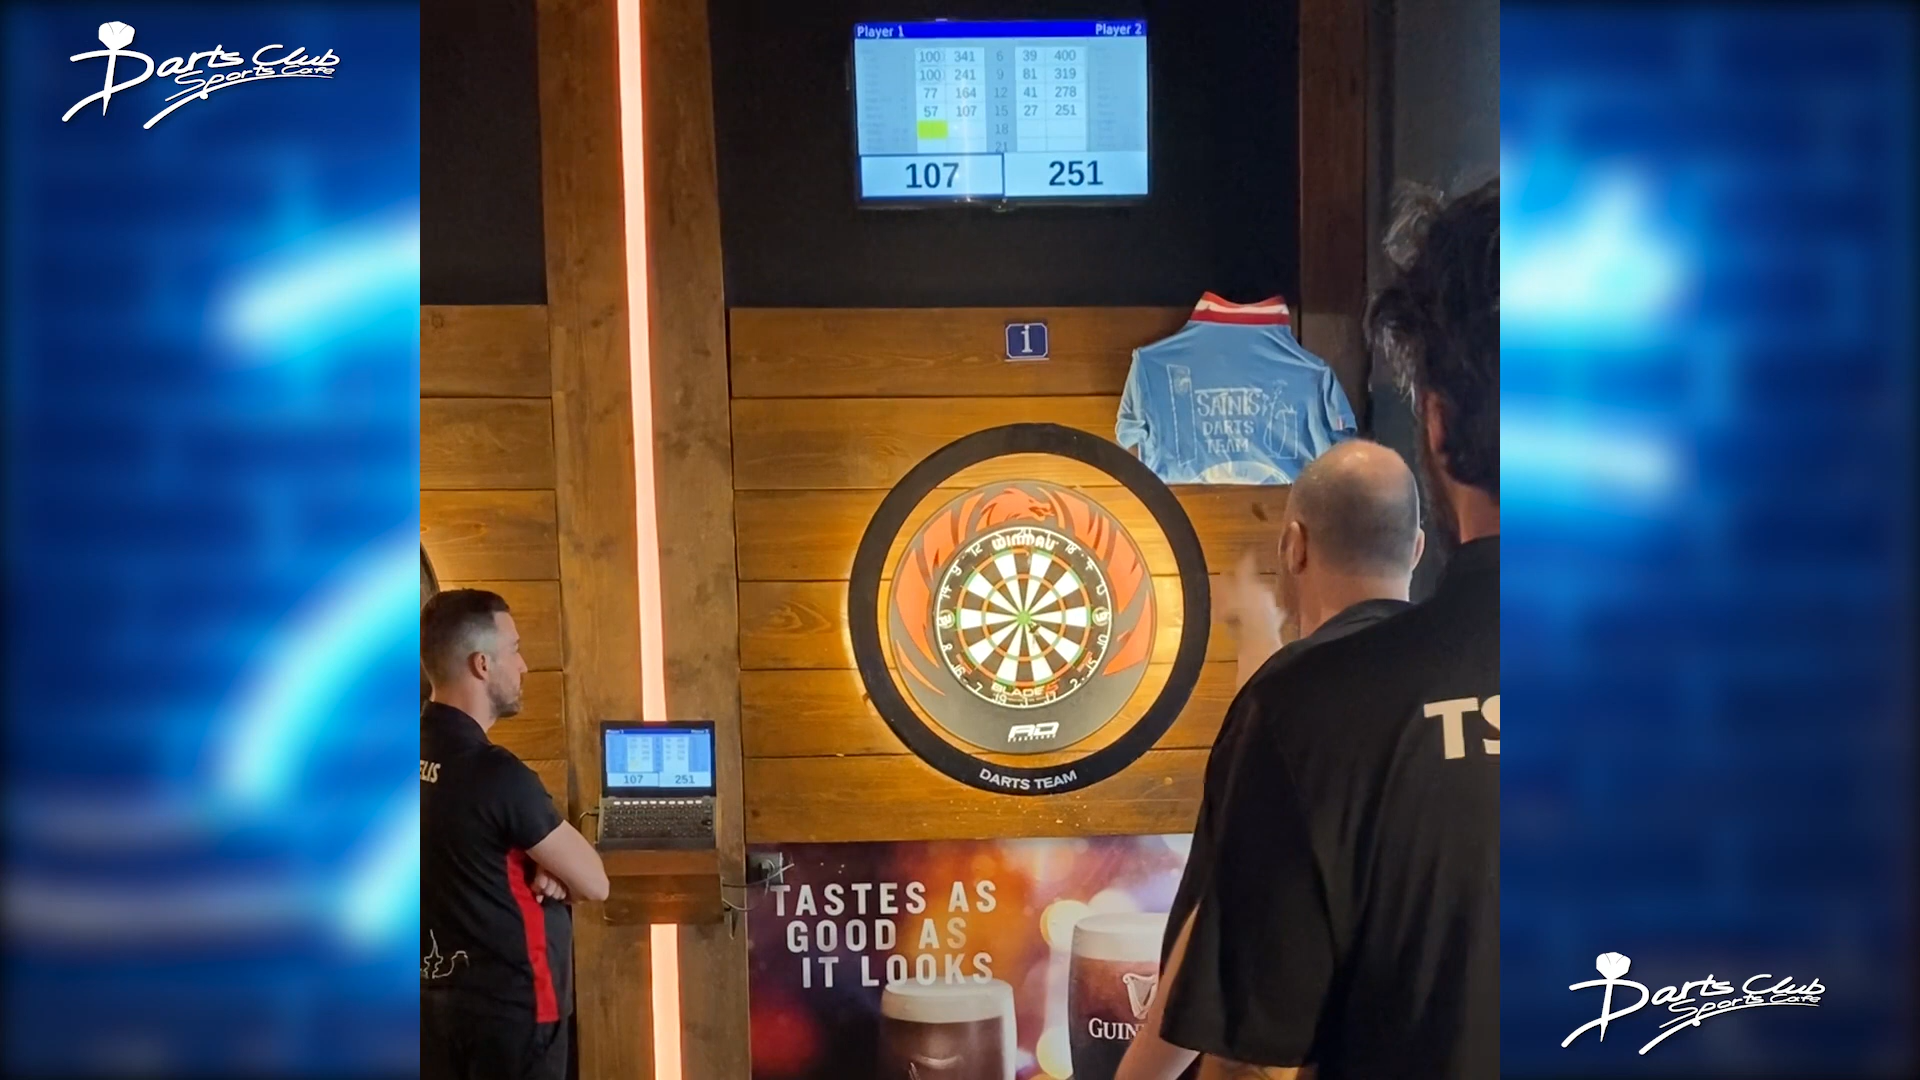 Darts Club
Sports Cafe
Player 1 Player 2
100 341 6 39 400
100 241 9 81 319
77 164 12 41 278
57 107 15 27 251
18
21
107 251
1
SAINTS
DARTS
TEAM
WINMAU
BLADE 6
DARTS TEAM
107 251
TS
TASTES AS
GOOD AS
IT LOOKS
GUIN
Darts Club
Sports Cafe